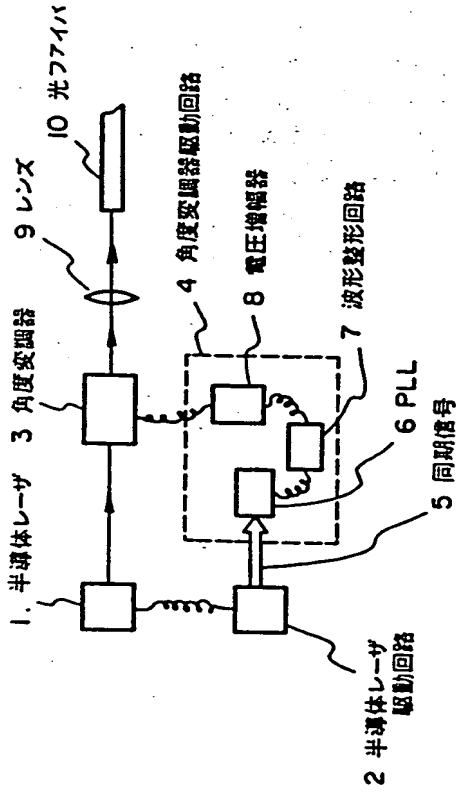 1. 半導体レーザ
3 角度変調器
9 レンズ
10 光ファイバ
4 角度変調器駆動回路
8 電圧増幅器
7 波形整形回路
6 PLL
5 同期信号
2 半導体レーザ
駆動回路